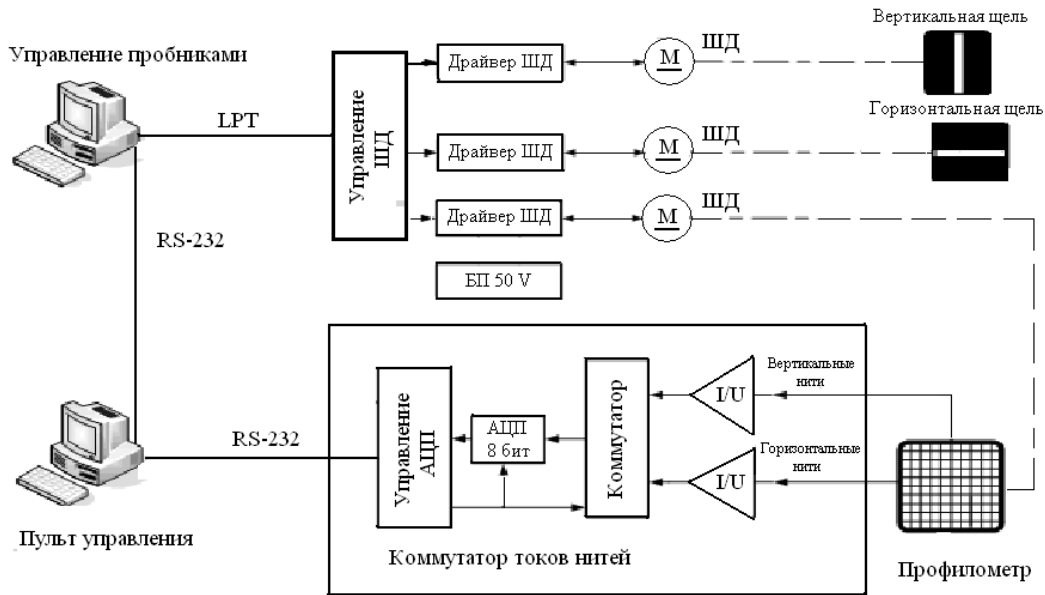 Вертикальная щель
Управление пробниками
Драйвер ШД
М
ШД
Горизонтальная щель
LPT
Управление
ШД
Драйвер ШД
М
ШД
Драйвер ШД
М
ШД
RS-232
БП 50 V
Вертикальные
нити
I/U
Управление
АЦП
АЦП
8 бит
Коммутатор
RS-232
Горизонтальные
нити
I/U
Пульт управления
Коммутатор токов нитей
Профилометр